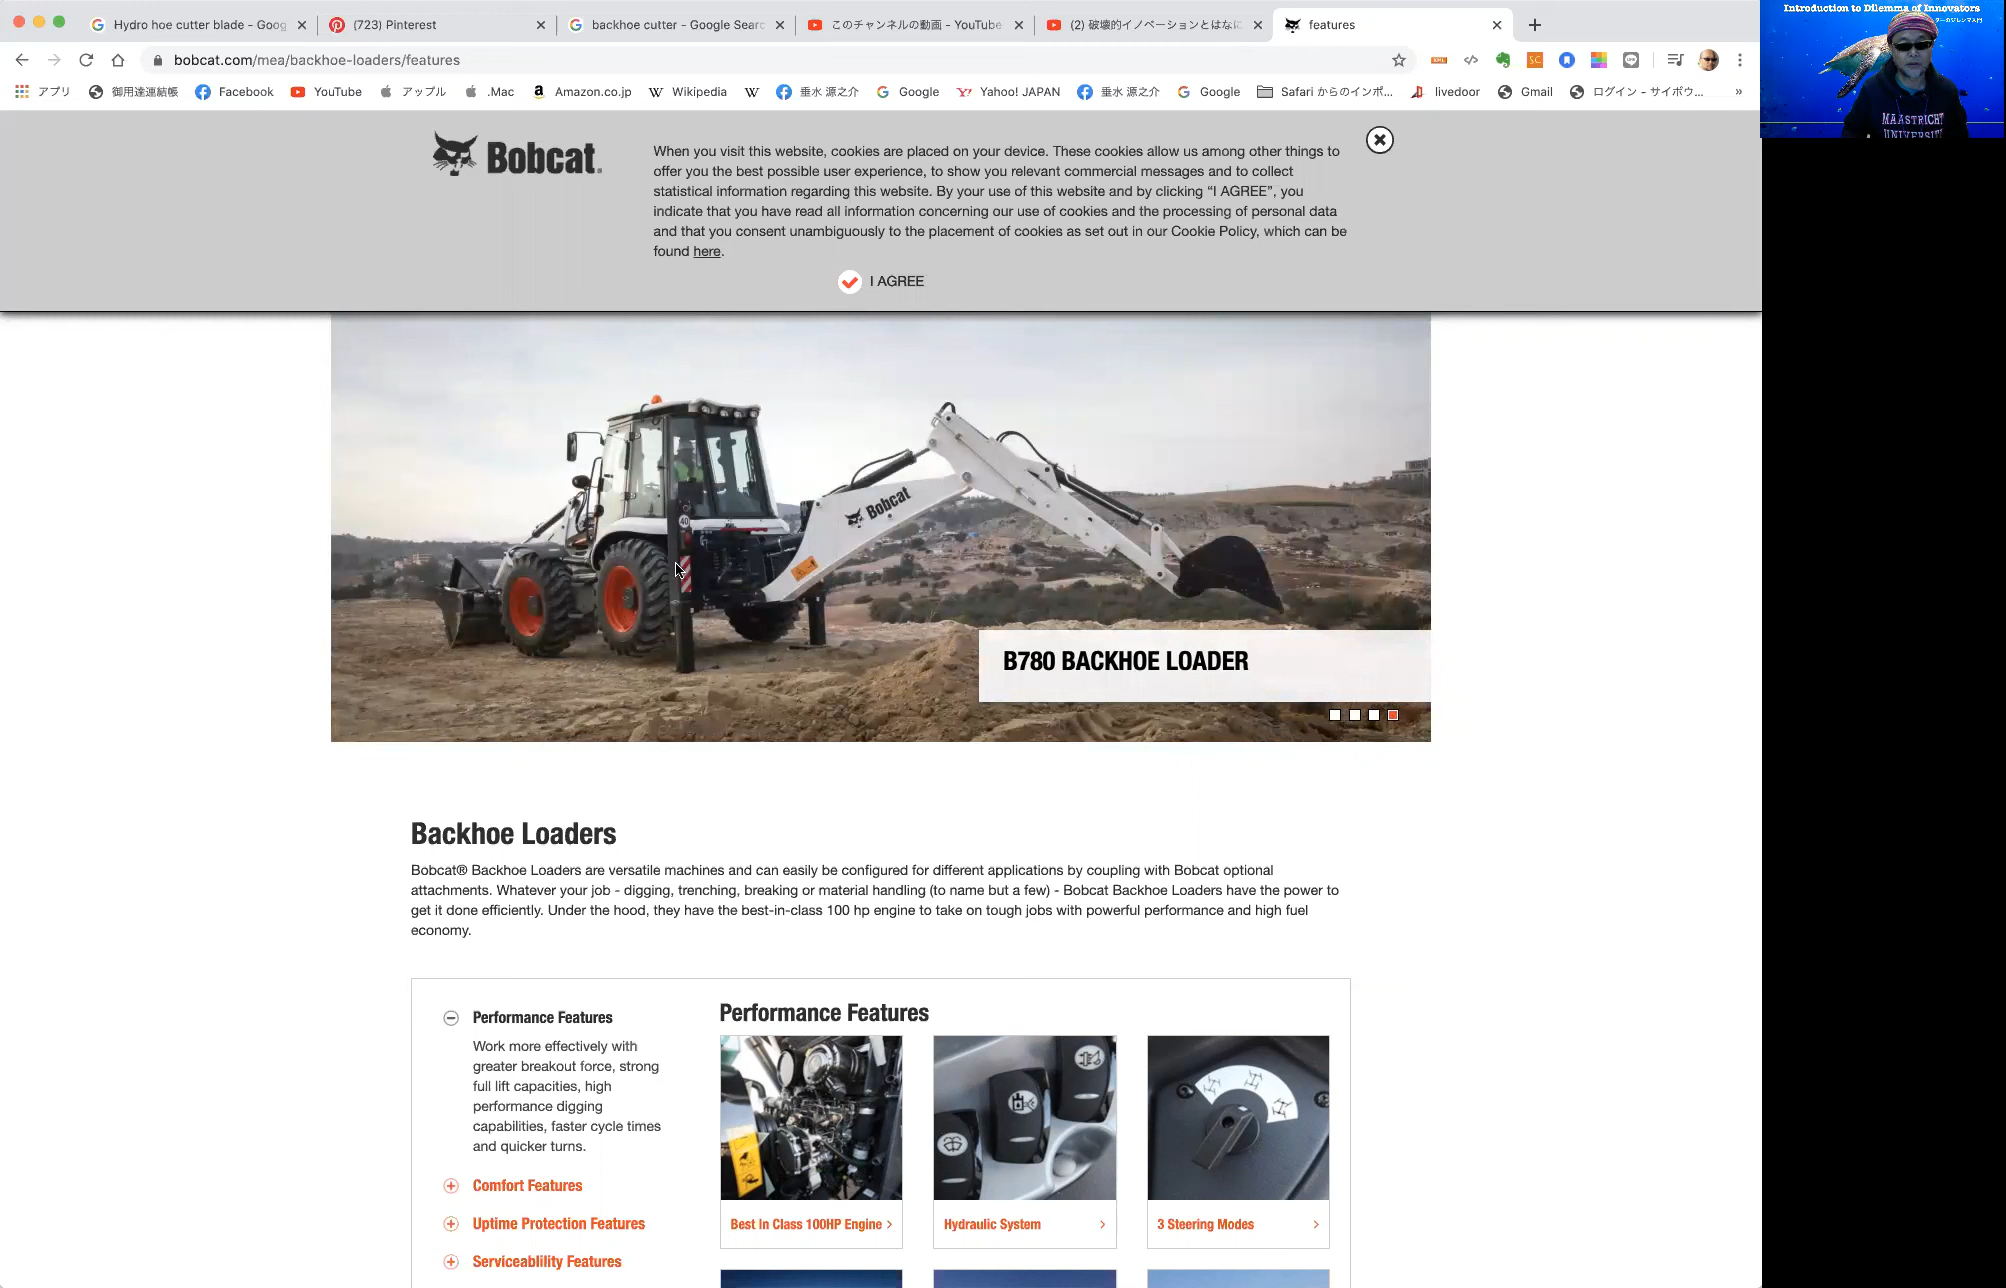 Hydro hoe cutter blade - Goog
(723) Pinterest
backhoe cutter - Google Searc
このチャンネルの動画 - YouTube
(2) 破壊的イノベーションとはなに
features
bobcat.com/mea/backhoe-loaders/features
アプリ
御用達連結帳
Facebook
YouTube
アップル
.Mac
Amazon.co.jp
Wikipedia
垂水 源之介
Google
Yahoo! JAPAN
垂水 源之介
Google
Safari からのインポ...
livedoor
Gmail
ログイン - サイボウ...
»
Introduction to Dilemma of Innovators
MAASTRICHT
UNIVERSITY
Bobcat
When you visit this website, cookies are placed on your device. These cookies allow us among other things to
offer you the best possible user experience, to show you relevant commercial messages and to collect
statistical information regarding this website. By your use of this website and by clicking “I AGREE”, you
indicate that you have read all information concerning our use of cookies and the processing of personal data
and that you consent unambiguously to the placement of cookies as set out in our Cookie Policy, which can be
found here.
I AGREE
Bobcat
40
B780 BACKHOE LOADER
Backhoe Loaders
Bobcat® Backhoe Loaders are versatile machines and can easily be configured for different applications by coupling with Bobcat optional
attachments. Whatever your job - digging, trenching, breaking or material handling (to name but a few) - Bobcat Backhoe Loaders have the power to
get it done efficiently. Under the hood, they have the best-in-class 100 hp engine to take on tough jobs with powerful performance and high fuel
economy.
Performance Features
Work more effectively with
greater breakout force, strong
full lift capacities, high
performance digging
capabilities, faster cycle times
and quicker turns.
Comfort Features
Uptime Protection Features
Serviceablility Features
Performance Features
Best In Class 100HP Engine
Hydraulic System
3 Steering Modes